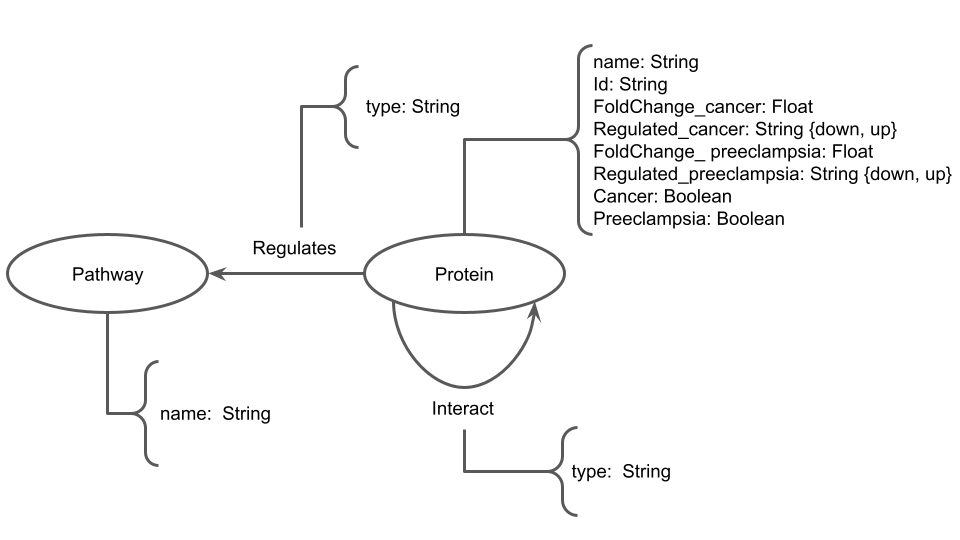 name: String
Id: String
FoldChange_cancer: Float
type: String
Regulated_cancer: String {down, up}
FoldChange_ preeclampsia: Float
Regulated_preeclampsia: String {down, up}
Cancer: Boolean
Preeclampsia: Boolean
Regulates
Pathway
Protein
Interact
name:  String
type:  String